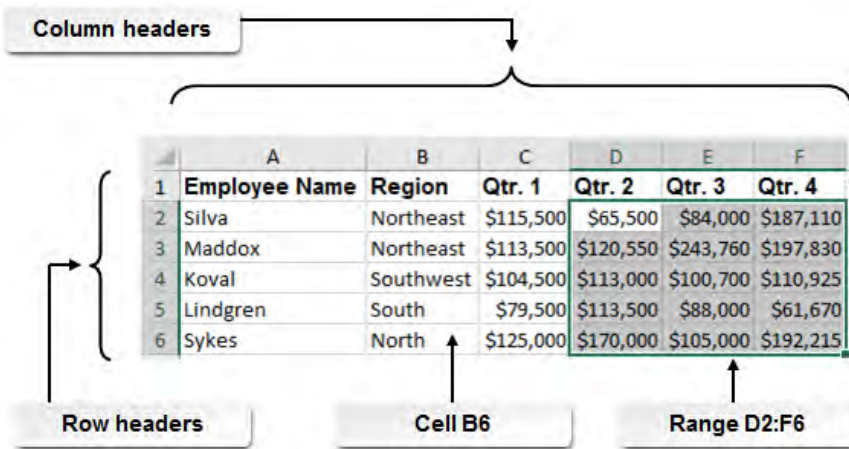 Column headers
A B C D E F
1 Employee Name Region Qtr. 1 Qtr. 2 Qtr. 3 Qtr. 4
2 Silva Northeast $115,500 $65,500 $84,000 $187,110
3 Maddox Northeast $113,500 $120,550 $243,760 $197,830
4 Koval Southwest $104,500 $113,000 $100,700 $110,925
5 Lindgren South $79,500 $113,500 $88,000 $61,670
6 Sykes North $125,000 $170,000 $105,000 $192,215
Row headers Cell B6 Range D2:F6